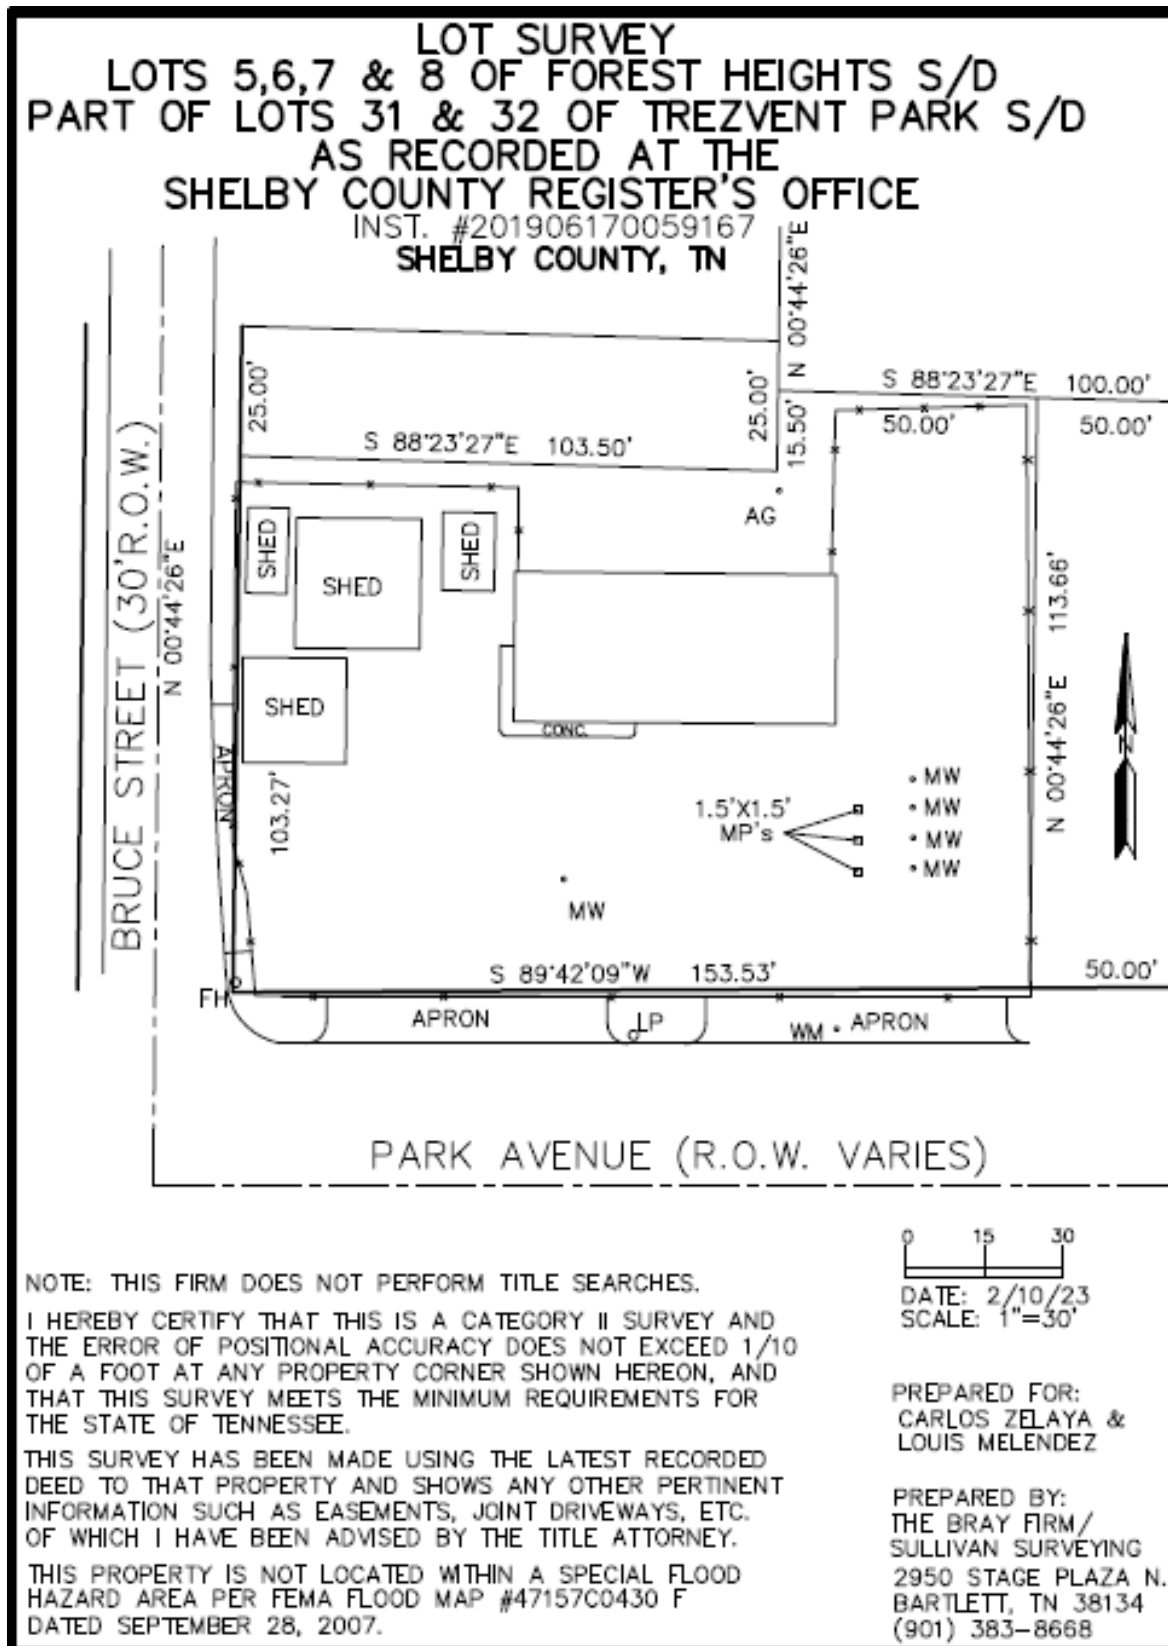 LOT SURVEY
LOTS 5,6,7 & 8 OF FOREST HEIGHTS S/D
PART OF LOTS 31 & 32 OF TREZVENT PARK S/D
AS RECORDED AT THE
SHELBY COUNTY REGISTER'S OFFICE
INST. #201906170059167
SHELBY COUNTY, TN
N 00°44'26"E
25.00'
25.00'
15.50'
S 88°23'27"E 100.00'
50.00'
50.00'
S 88°23'27"E 103.50'
AG
SHED
SHED
SHED
SHED
BRUCE STREET (30'R.O.W.)
N 00°44'26"E
113.66'
N 00°44'26"E
N
CONC.
APRON
103.27'
1.5'X1.5'
MP's
MW
MW
MW
MW
MW
S 89°42'09"W 153.53'
50.00'
FH
APRON
LP
WM
APRON
PARK AVENUE (R.O.W. VARIES)
0 15 30
DATE: 2/10/23
SCALE: 1"=30'
NOTE: THIS FIRM DOES NOT PERFORM TITLE SEARCHES.
I HEREBY CERTIFY THAT THIS IS A CATEGORY II SURVEY AND
THE ERROR OF POSITIONAL ACCURACY DOES NOT EXCEED 1/10
OF A FOOT AT ANY PROPERTY CORNER SHOWN HEREON, AND
THAT THIS SURVEY MEETS THE MINIMUM REQUIREMENTS FOR
THE STATE OF TENNESSEE.
THIS SURVEY HAS BEEN MADE USING THE LATEST RECORDED
DEED TO THAT PROPERTY AND SHOWS ANY OTHER PERTINENT
INFORMATION SUCH AS EASEMENTS, JOINT DRIVEWAYS, ETC.
OF WHICH I HAVE BEEN ADVISED BY THE TITLE ATTORNEY.
THIS PROPERTY IS NOT LOCATED WITHIN A SPECIAL FLOOD
HAZARD AREA PER FEMA FLOOD MAP #47157C0430 F
DATED SEPTEMBER 28, 2007.
PREPARED FOR:
CARLOS ZELAYA &
LOUIS MELENDEZ
PREPARED BY:
THE BRAY FIRM/
SULLIVAN SURVEYING
2950 STAGE PLAZA N.
BARTLETT, TN 38134
(901) 383-8668